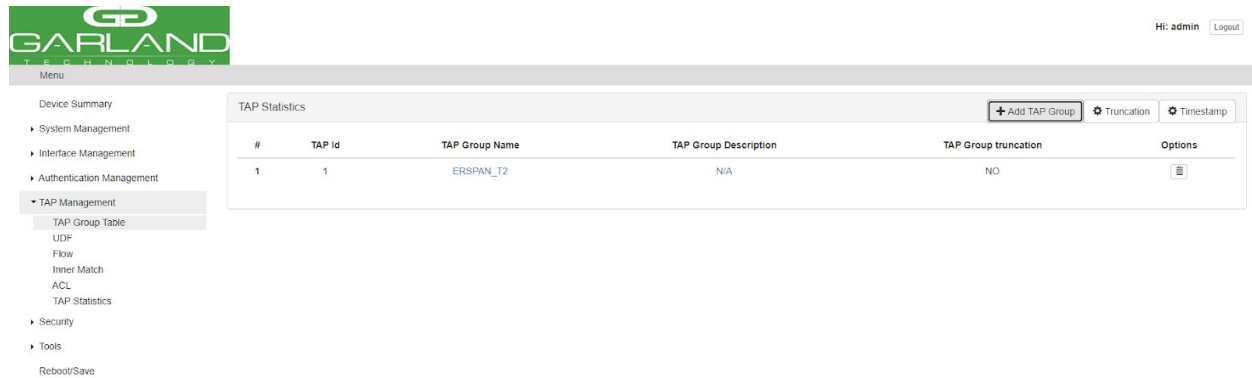 GARLAND
TECHNOLOGY
Hi: admin Logout
Menu
Device Summary
System Management
Interface Management
Authentication Management
TAP Management
TAP Group Table
UDF
Flow
Inner Match
ACL
TAP Statistics
Security
Tools
Reboot/Save
TAP Statistics
Add TAP Group Truncation Timestamp
# TAP Id TAP Group Name TAP Group Description TAP Group truncation Options
1 1 ERSPAN_T2 N/A NO